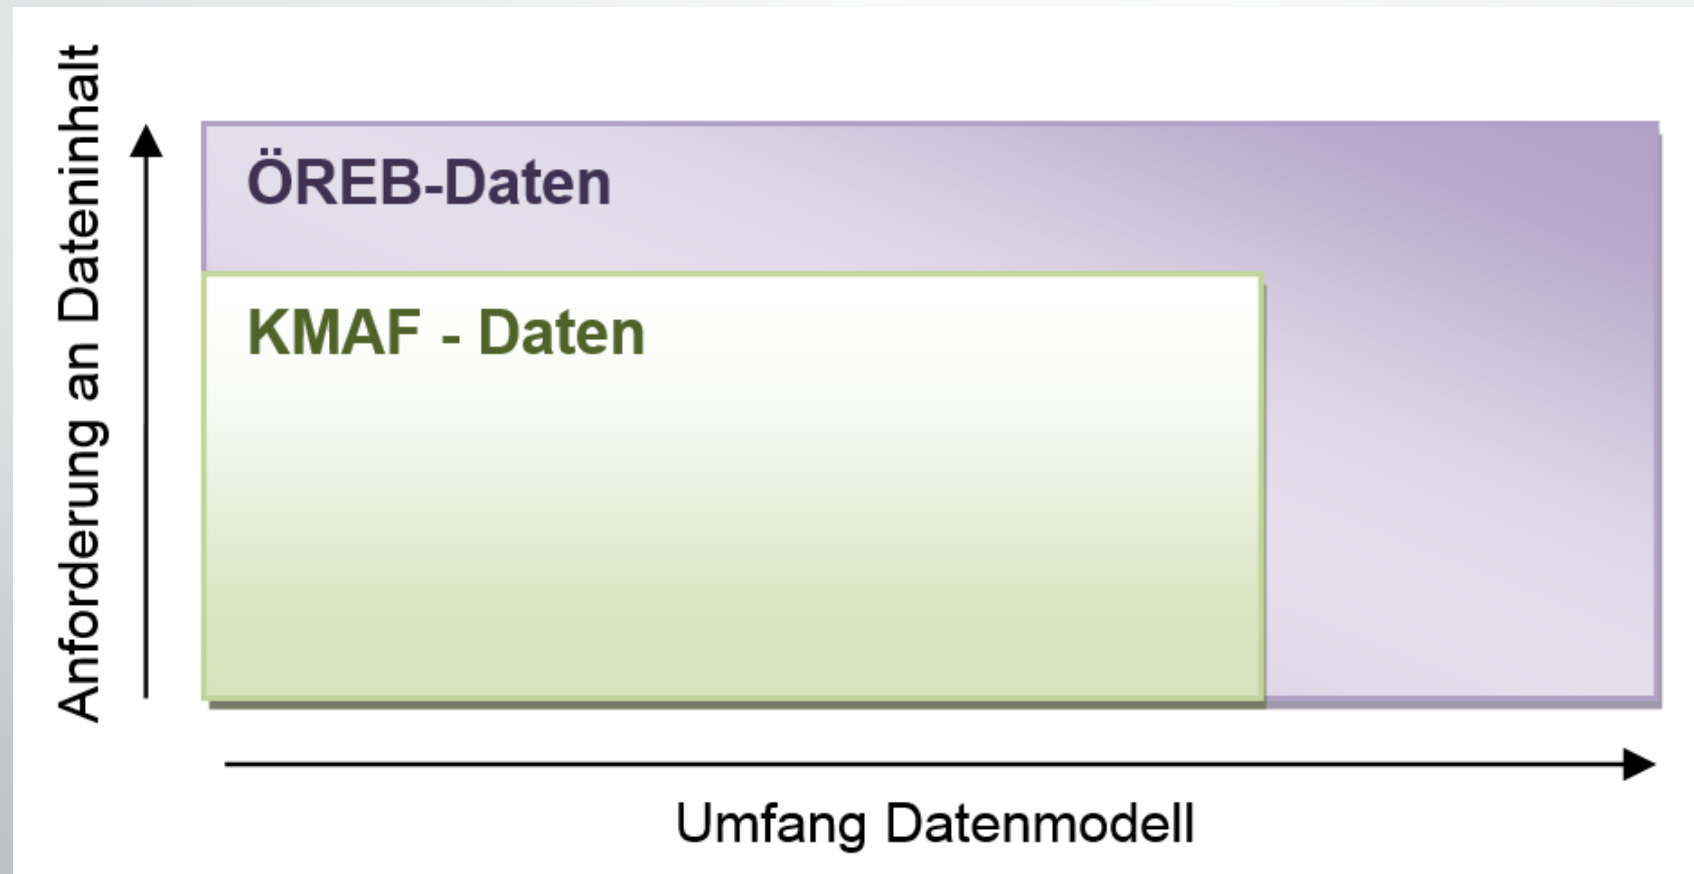 Anforderung an Dateninhalt
ÖREB-Daten
KMAF - Daten
Umfang Datenmodell